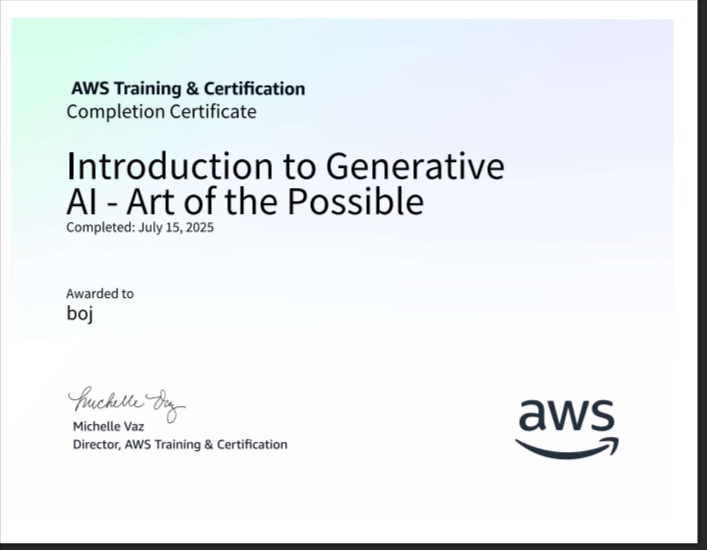 AWS Training & Certification
Completion Certificate
Introduction to Generative
AI - Art of the Possible
Completed: July 15, 2025
Awarded to
boj
Michelle Vaz
Michelle Vaz
Director, AWS Training & Certification
aws